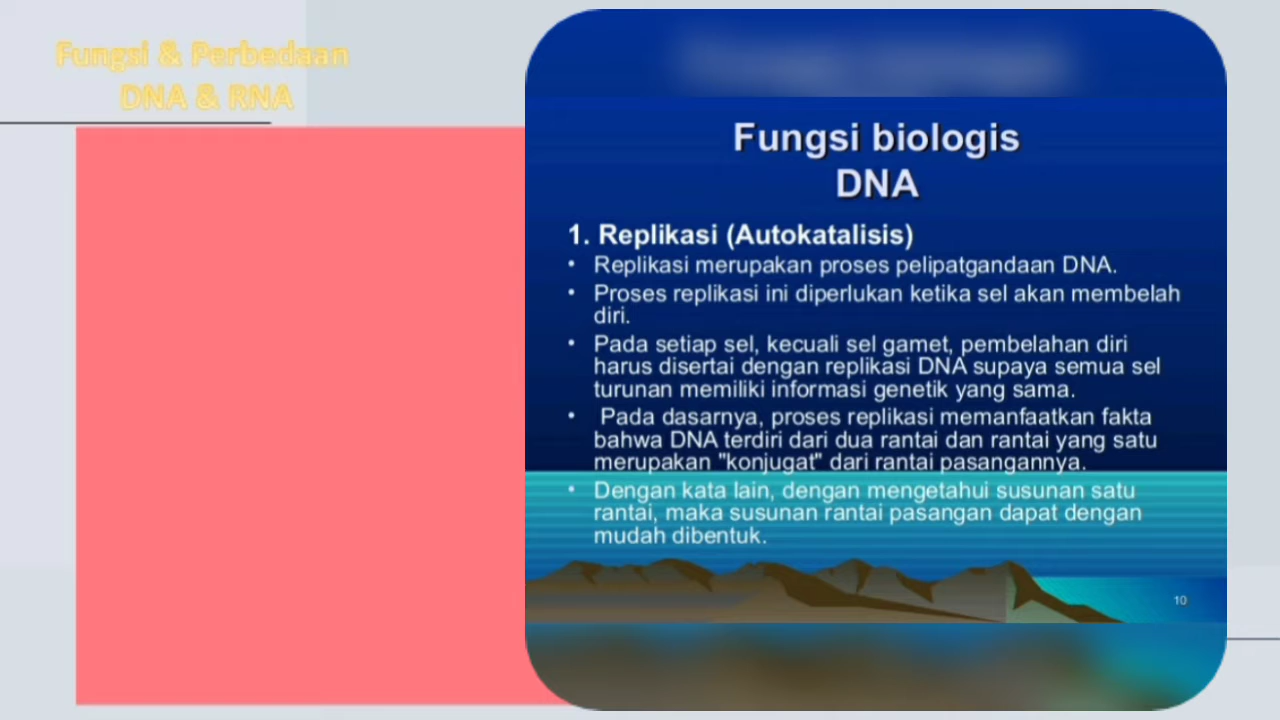 Fungsi & Perbedaan
DNA & RNA
Fungsi biologis
DNA
1. Replikasi (Autokatalisis)
• Replikasi merupakan proses pelipatgandaan DNA.
• Proses replikasi ini diperlukan ketika sel akan membelah
diri.
• Pada setiap sel, kecuali sel gamet, pembelahan diri
harus disertai dengan replikasi DNA supaya semua sel
turunan memiliki informasi genetik yang sama.
• Pada dasarnya, proses replikasi memanfaatkan fakta
bahwa DNA terdiri dari dua rantai dan rantai yang satu
merupakan "konjugat" dari rantai pasangannya.
• Dengan kata lain, dengan mengetahui susunan satu
rantai, maka susunan rantai pasangan dapat dengan
mudah dibentuk.
10